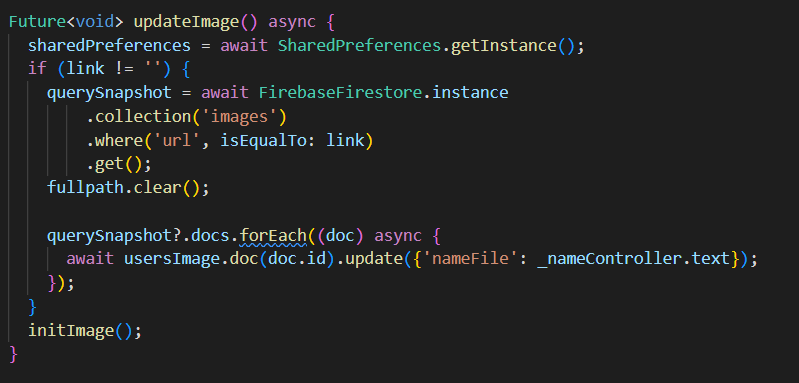 Future<void> updateImage() async {
  sharedPreferences = await SharedPreferences.getInstance();
  if (link != '') {
    querySnapshot = await FirebaseFirestore.instance
        .collection('images')
        .where('url', isEqualTo: link)
        .get();
    fullpath.clear();

    querySnapshot?.docs.forEach((doc) async {
      await usersImage.doc(doc.id).update({'nameFile': _nameController.text});
    });
  }
  initImage();
}